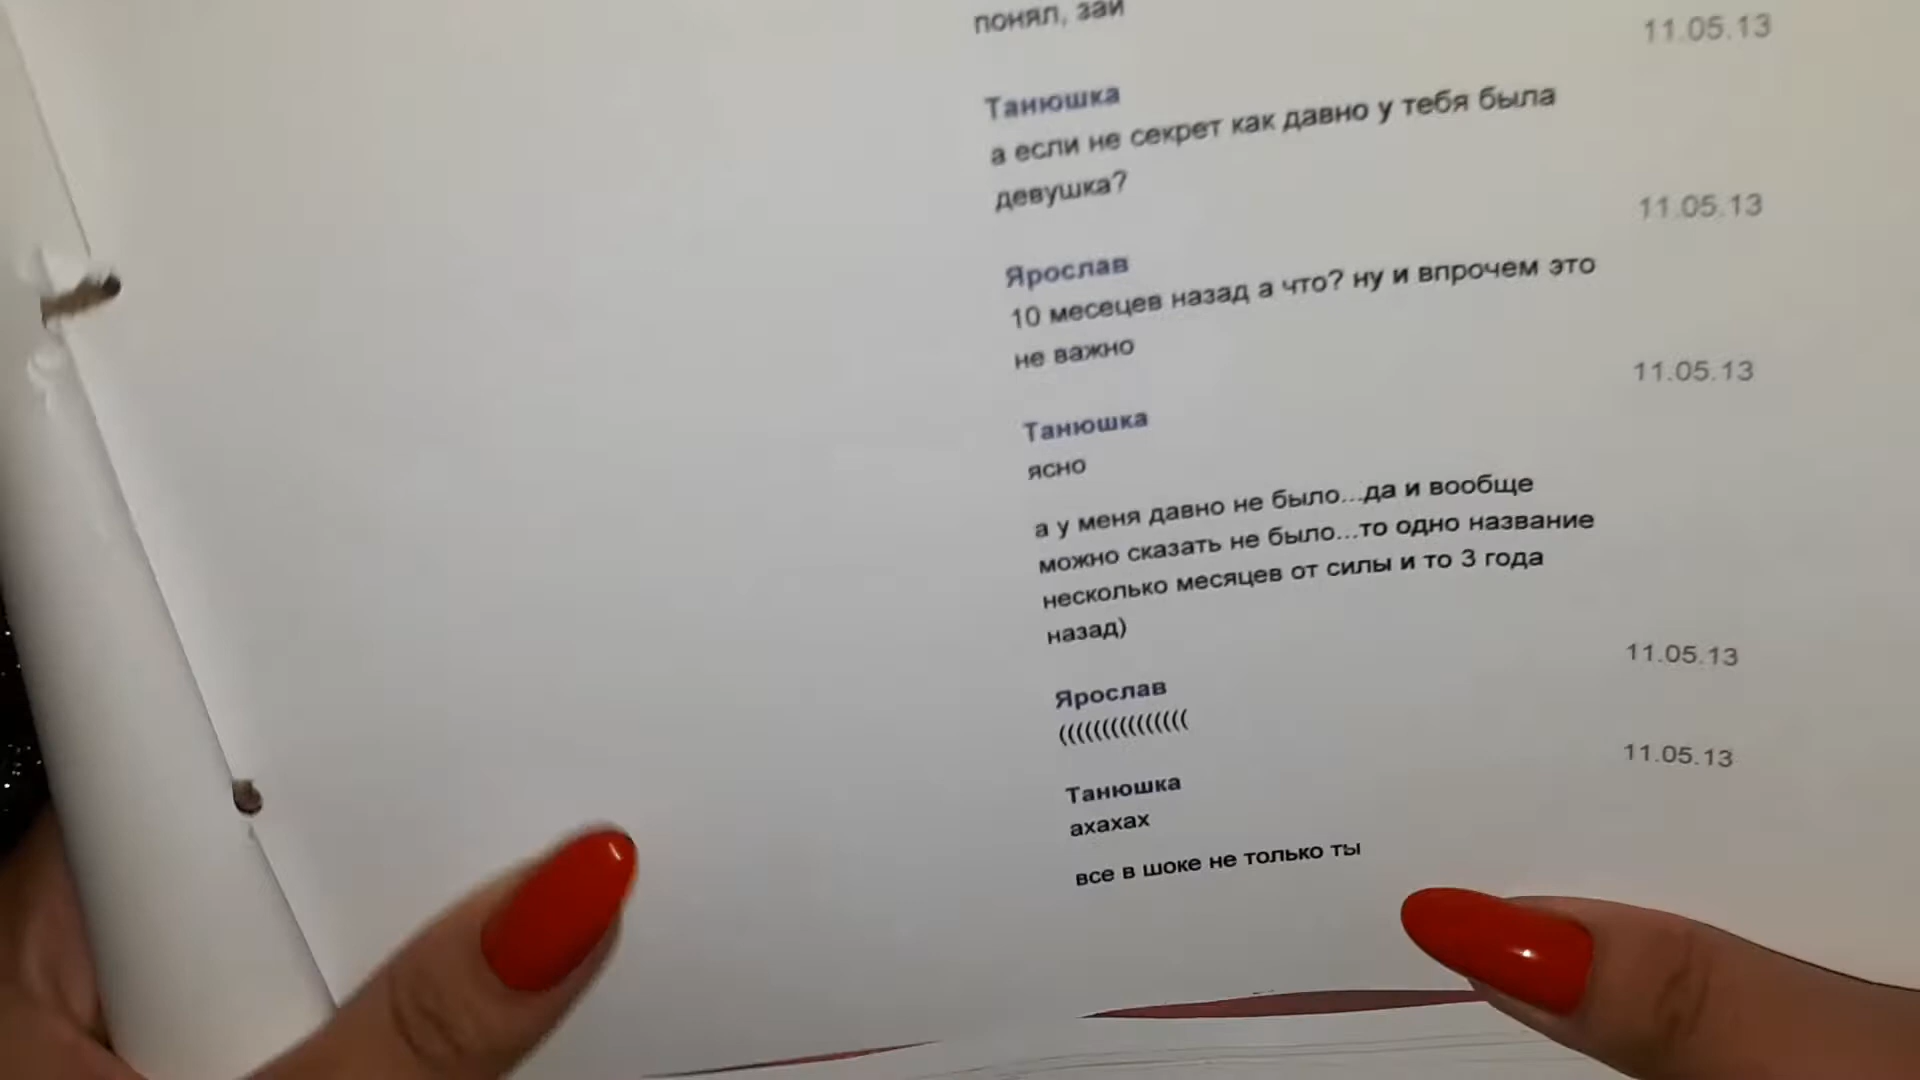 понял, зай
11.05.13
Танюшка
а если не секрет как давно у тебя была
девушка?
11.05.13
Ярослав
10 месецев назад а что? ну и впрочем это
не важно
11.05.13
Танюшка
ясно
а у меня давно не было...да и вообще
можно сказать не было...то одно название
несколько месяцев от силы и то 3 года
назад)
11.05.13
Ярослав
(((((((((((((((
11.05.13
Танюшка
ахахах
все в шоке не только ты